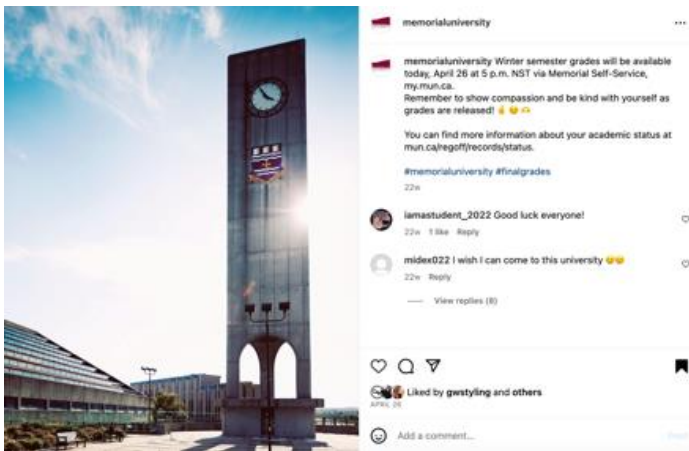 memorialuniversity
memorialuniversity Winter semester grades will be available
today, April 26 at 5 p.m. NST via Memorial Self-Service,
my.mun.ca.
Remember to show compassion and be kind with yourself as
grades are released! 🤞😌🫶
You can find more information about your academic status at
mun.ca/regoff/records/status.
#memorialuniversity #finalgrades
22w
iamastudent_2022 Good luck everyone!
22w 1 like Reply
midex022 I wish I can come to this university 😔😔
22w Reply
View replies (8)
Liked by gwstyling and others
APRIL 26
Add a comment...